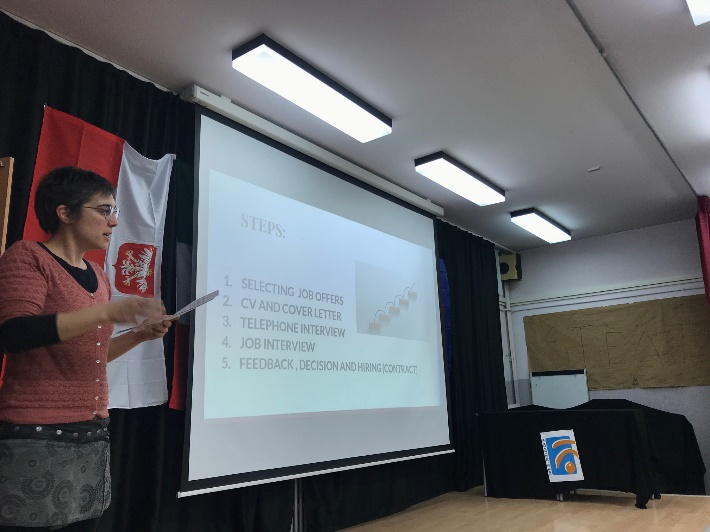 STEPS:
1. SELECTING JOB OFFERS
2. CV AND COVER LETTER
3. TELEPHONE INTERVIEW
4. JOB INTERVIEW
5. FEEDBACK , DECISION AND HIRING (CONTRACT)